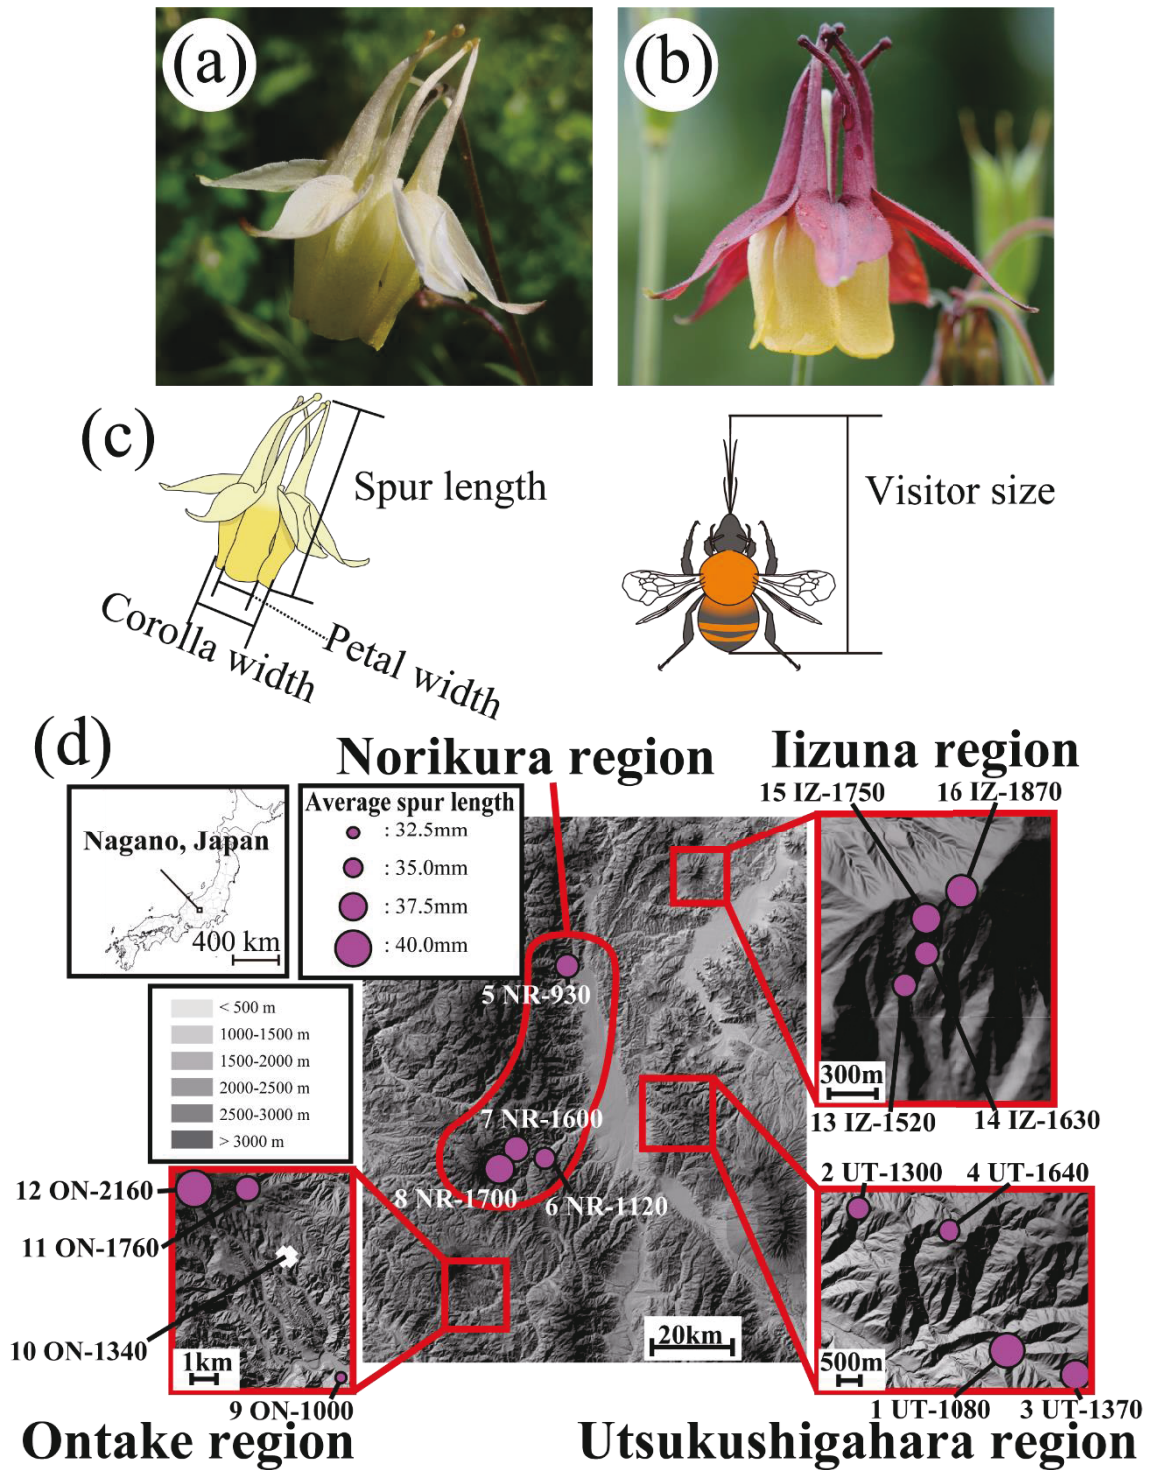 (a)
(b)
(c)
Spur length
Visitor size
Corolla width
Petal width
(d)
Norikura region
Iizuna region
15 IZ-1750
16 IZ-1870
Nagano, Japan
400 km
Average spur length
: 32.5mm
: 35.0mm
: 37.5mm
: 40.0mm
5 NR-930
< 500 m
1000-1500 m
1500-2000 m
2000-2500 m
2500-3000 m
> 3000 m
300m
13 IZ-1520
14 IZ-1630
7 NR-1600
8 NR-1700
6 NR-1120
2 UT-1300
4 UT-1640
12 ON-2160
11 ON-1760
10 ON-1340
1km
9 ON-1000
20km
500m
1 UT-1080
3 UT-1370
Ontake region
Utsukushigahara region